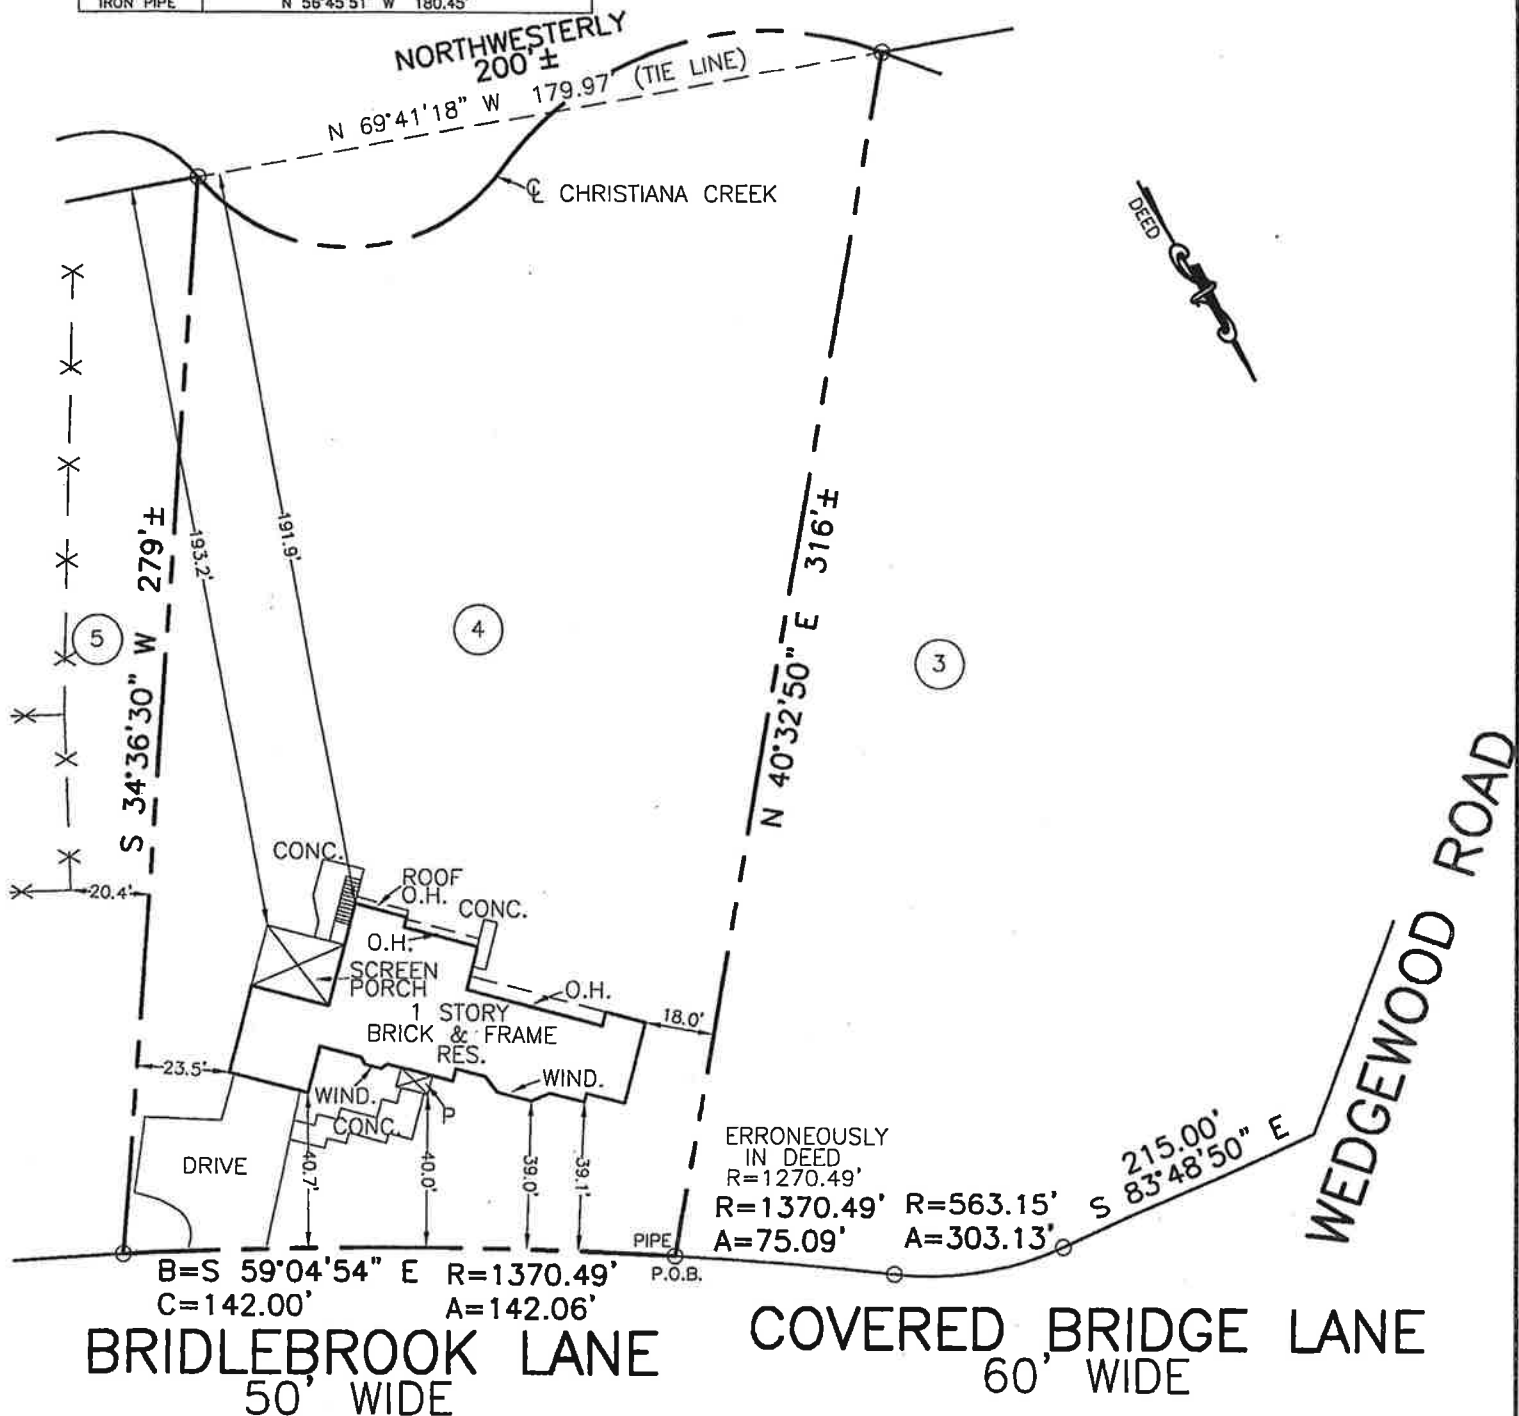 IRON PIPE N 56°45'51" W 180.45'
NORTHWESTERLY
200'±
N 69°41'18" W 179.97' (TIE LINE)
℄ CHRISTIANA CREEK
DEED
193.2'
191.9'
S 34°36'30" W 279'±
N 40°32'50" E 316'±
5
4
3
WEDGEWOOD ROAD
CONC.
ROOF
O.H.
CONC.
20.4'
O.H.
SCREEN
PORCH
O.H.
1 STORY
BRICK & FRAME
RES.
18.0'
23.5'
WIND.
WIND.
P
CONC.
DRIVE
40.7'
40.0'
39.0'
39.1'
ERRONEOUSLY
IN DEED
R=1270.49'
R=1370.49' R=563.15'
A=75.09' A=303.13'
215.00'
S 83°48'50" E
PIPE
P.O.B.
B=S 59°04'54" E R=1370.49'
C=142.00' A=142.06'
BRIDLEBROOK LANE
50' WIDE
COVERED BRIDGE LANE
60' WIDE